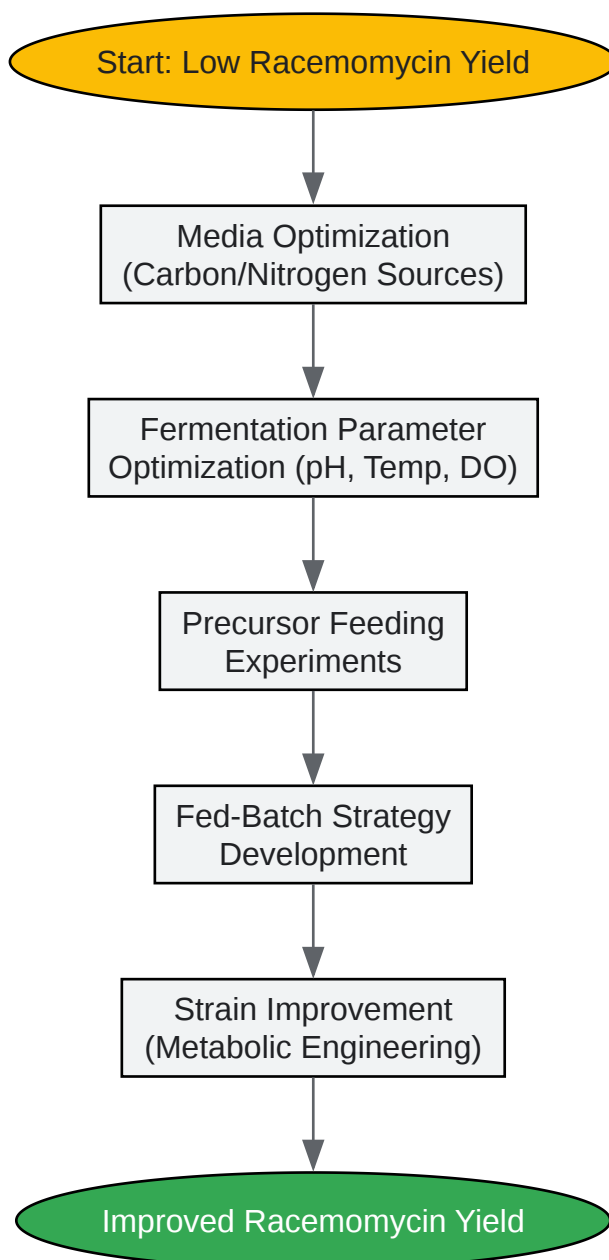 Start: Low Racemomycin Yield
Media Optimization
(Carbon/Nitrogen Sources)
Fermentation Parameter
Optimization (pH, Temp, DO)
Precursor Feeding
Experiments
Fed-Batch Strategy
Development
Strain Improvement
(Metabolic Engineering)
Improved Racemomycin Yield